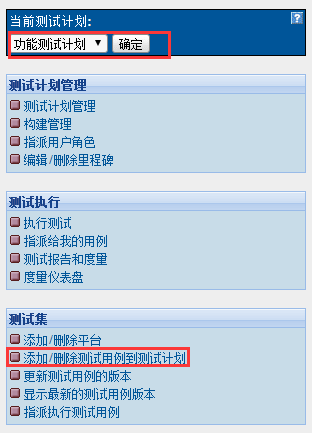 当前测试计划:
?
功能测试计划 确定
测试计划管理
测试计划管理
构建管理
指派用户角色
编辑/删除里程碑
测试执行
执行测试
指派给我的用例
测试报告和度量
度量仪表盘
测试集
添加/删除平台
添加/删除测试用例到测试计划
更新测试用例的版本
显示最新的测试用例版本
指派执行测试用例